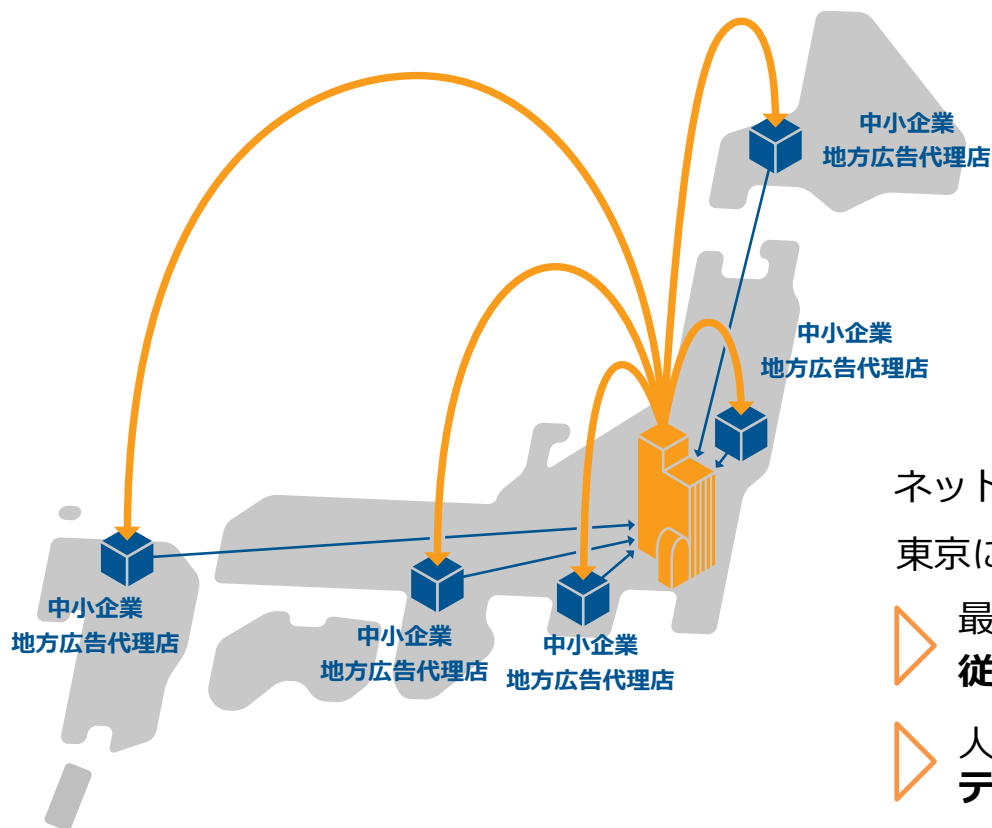 中小企業
地方広告代理店
中小企業
地方広告代理店
中小企業
地方広告代理店
中小企業
地方広告代理店
中小企業
地方広告代理店
ネット
東京に
最
従
人
デ